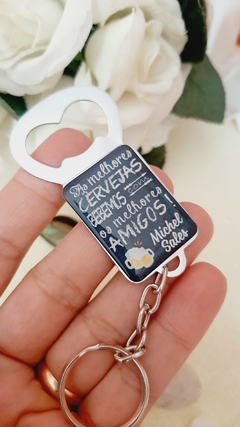 As melhores
CERVEJAS
BEBEMOS com
os melhores
AMIGOS!
Michel
Sales